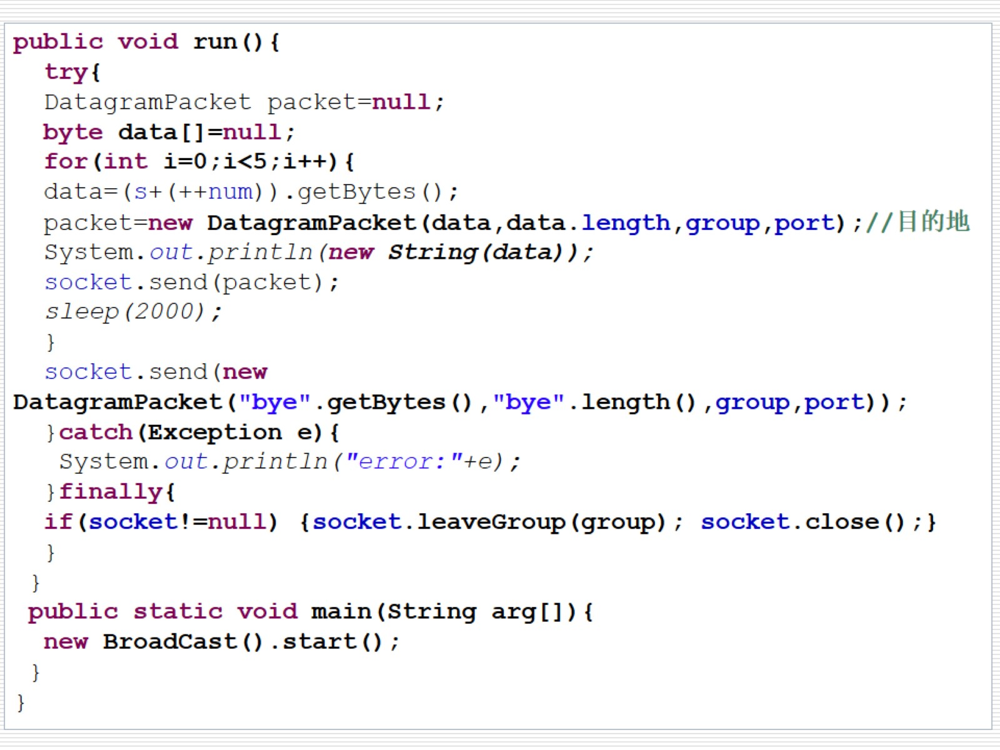 public void run(){
try{
DatagramPacket packet=null;
byte data[]=null;
for(int i=0;i<5;i++){
data=(s+(++num)).getBytes();
packet=new DatagramPacket(data,data.length,group,port);//目的地
System.out.println(new String(data));
socket.send(packet);
sleep(2000);
}
socket.send(new
DatagramPacket("bye".getBytes(),"bye".length(),group,port));
}catch(Exception e){
System.out.println("error:"+e);
}finally{
if(socket!=null) {socket.leaveGroup(group); socket.close();}
}
}
public static void main(String arg[]){
new BroadCast().start();
}
}